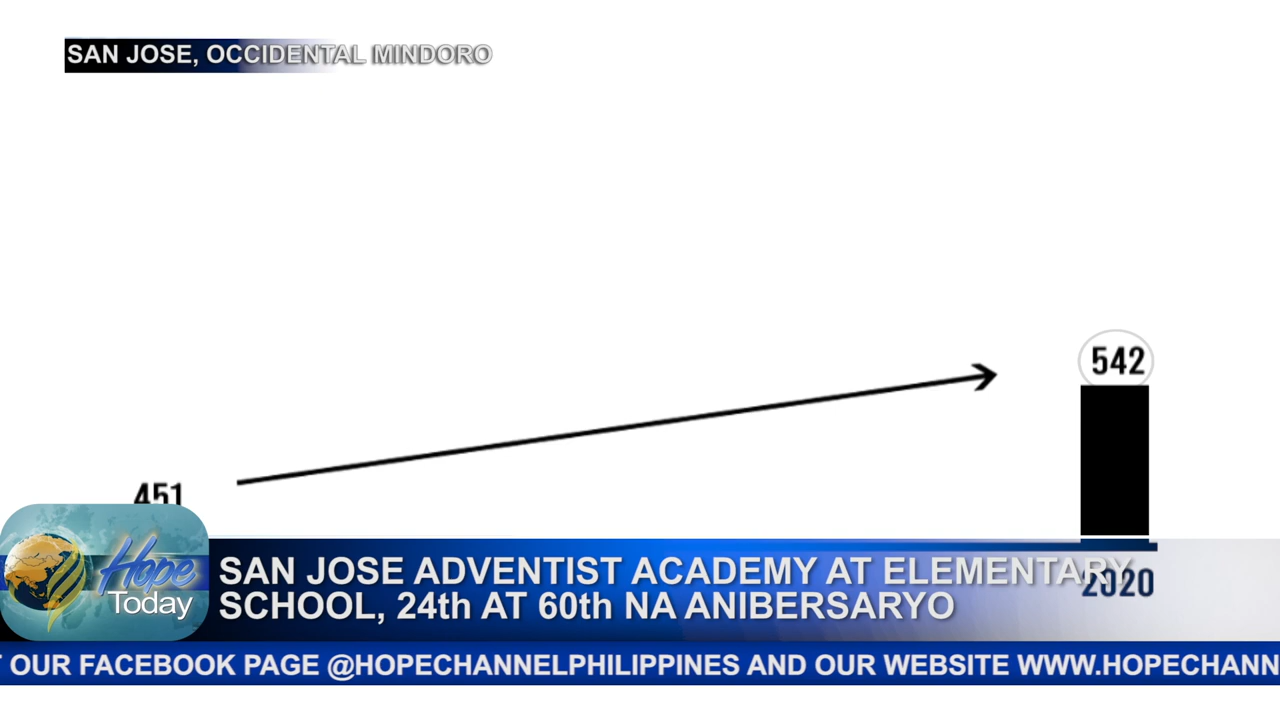 SAN JOSE, OCCIDENTAL MINDORO
542
451
Hope
Today
SAN JOSE ADVENTIST ACADEMY AT ELEMENTARY
SCHOOL, 24th AT 60th NA ANIBERSARYO
2020
OUR FACEBOOK PAGE @HOPECHANNELPHILIPPINES AND OUR WEBSITE WWW.HOPECHANN